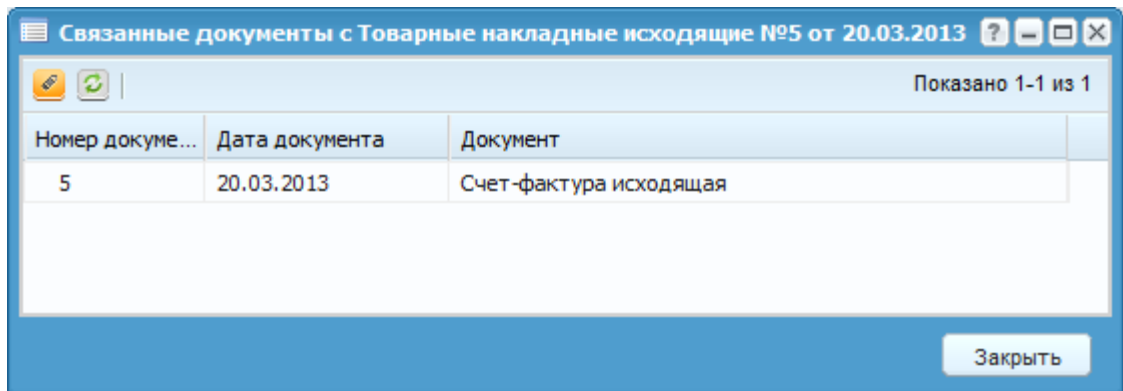 Связанные документы с Товарные накладные исходящие №5 от 20.03.2013 ?
Показано 1-1 из 1
Номер докуме... Дата документа Документ
5 20.03.2013 Счет-фактура исходящая
Закрыть